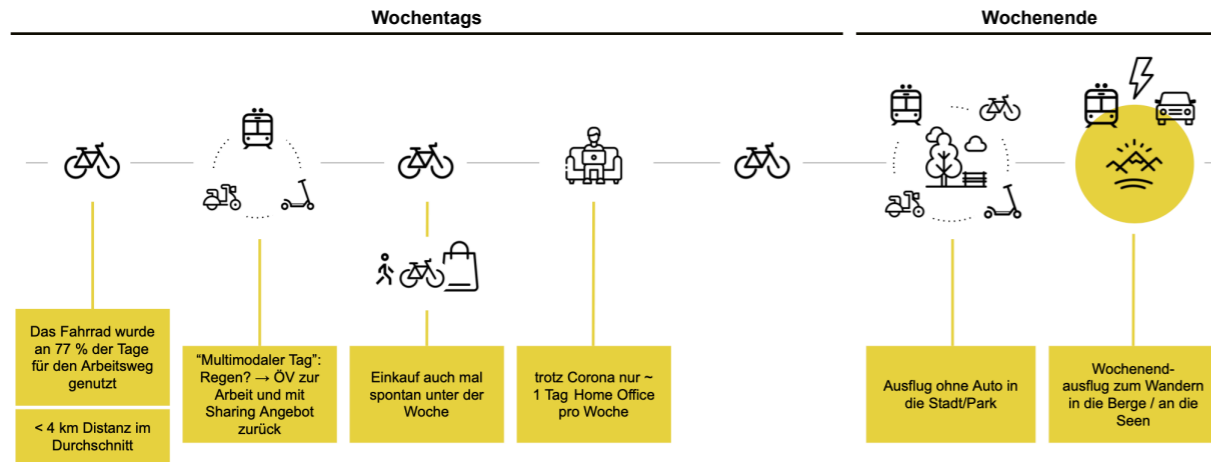 Wochentags
Wochenende
Das Fahrrad wurde
an 77 % der Tage
für den Arbeitsweg
genutzt
< 4 km Distanz im
Durchschnitt
“Multimodaler Tag”:
Regen? → ÖV zur
Arbeit und mit
Sharing Angebot
zurück
Einkauf auch mal
spontan unter der
Woche
trotz Corona nur ~
1 Tag Home Office
pro Woche
Ausflug ohne Auto in
die Stadt/Park
Wochenend-
ausflug zum Wandern
in die Berge / an die
Seen